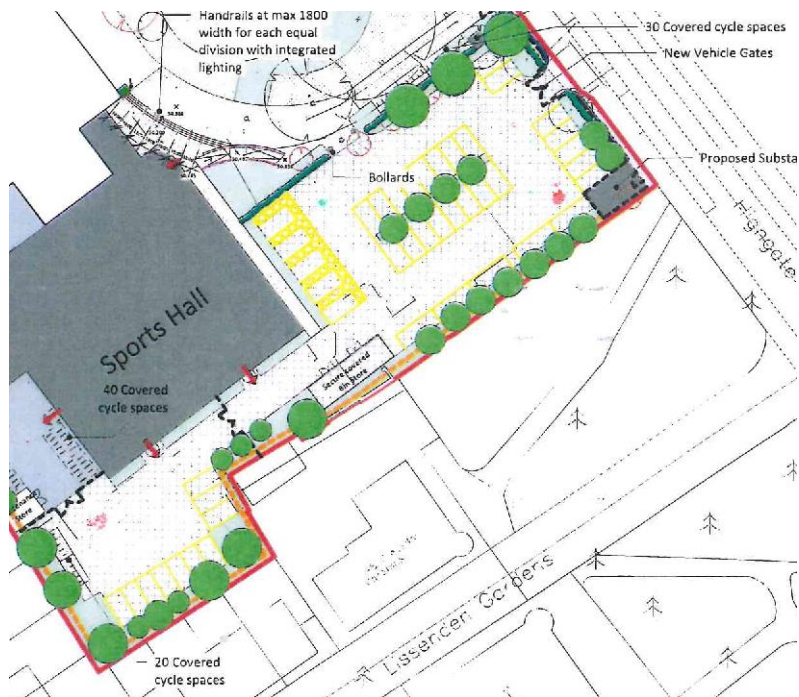 Handrails at max 1800
width for each equal
division with integrated
lighting
30 Covered cycle spaces
New Vehicle Gates
Proposed Substa
Bollards
Highgate
Sports Hall
40 Covered
cycle spaces
Secure covered
Bin Store
Store
Lissenden Gardens
20 Covered
cycle spaces